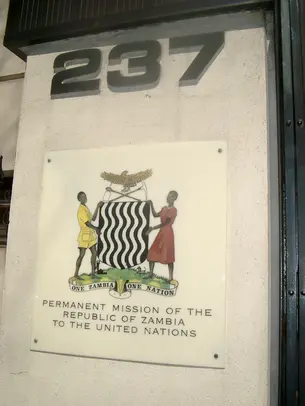 237
ONE ZAMBIA ONE NATION
PERMANENT MISSION OF THE
REPUBLIC OF ZAMBIA
TO THE UNITED NATIONS